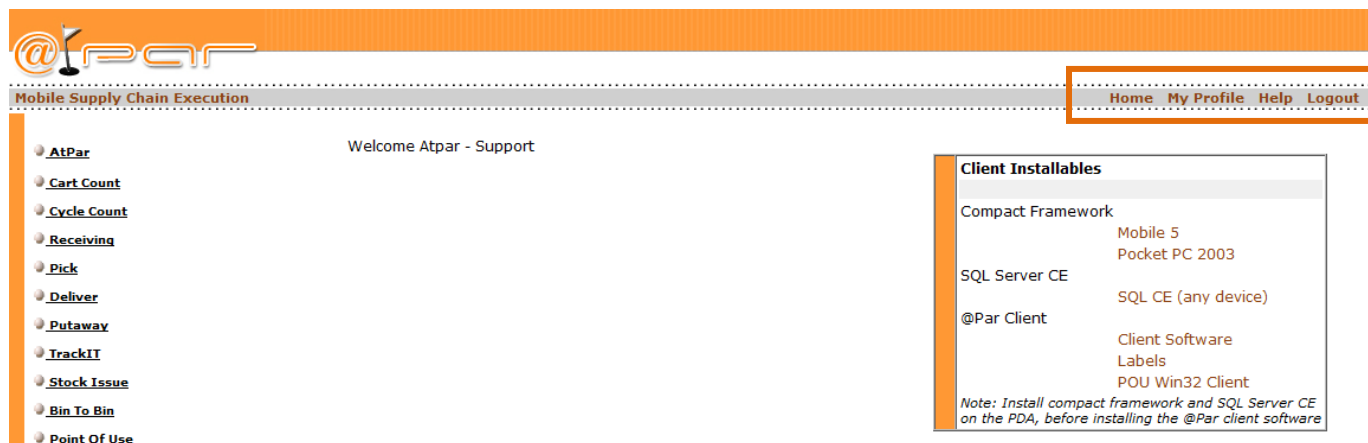 @par
Mobile Supply Chain Execution
Home My Profile Help Logout
AtPar
Cart Count
Cycle Count
Receiving
Pick
Deliver
Putaway
TrackIT
Stock Issue
Bin To Bin
Point Of Use
Welcome Atpar - Support
Client Installables
Compact Framework
Mobile 5
Pocket PC 2003
SQL Server CE
SQL CE (any device)
@Par Client
Client Software
Labels
POU Win32 Client
Note: Install compact framework and SQL Server CE
on the PDA, before installing the @Par client software